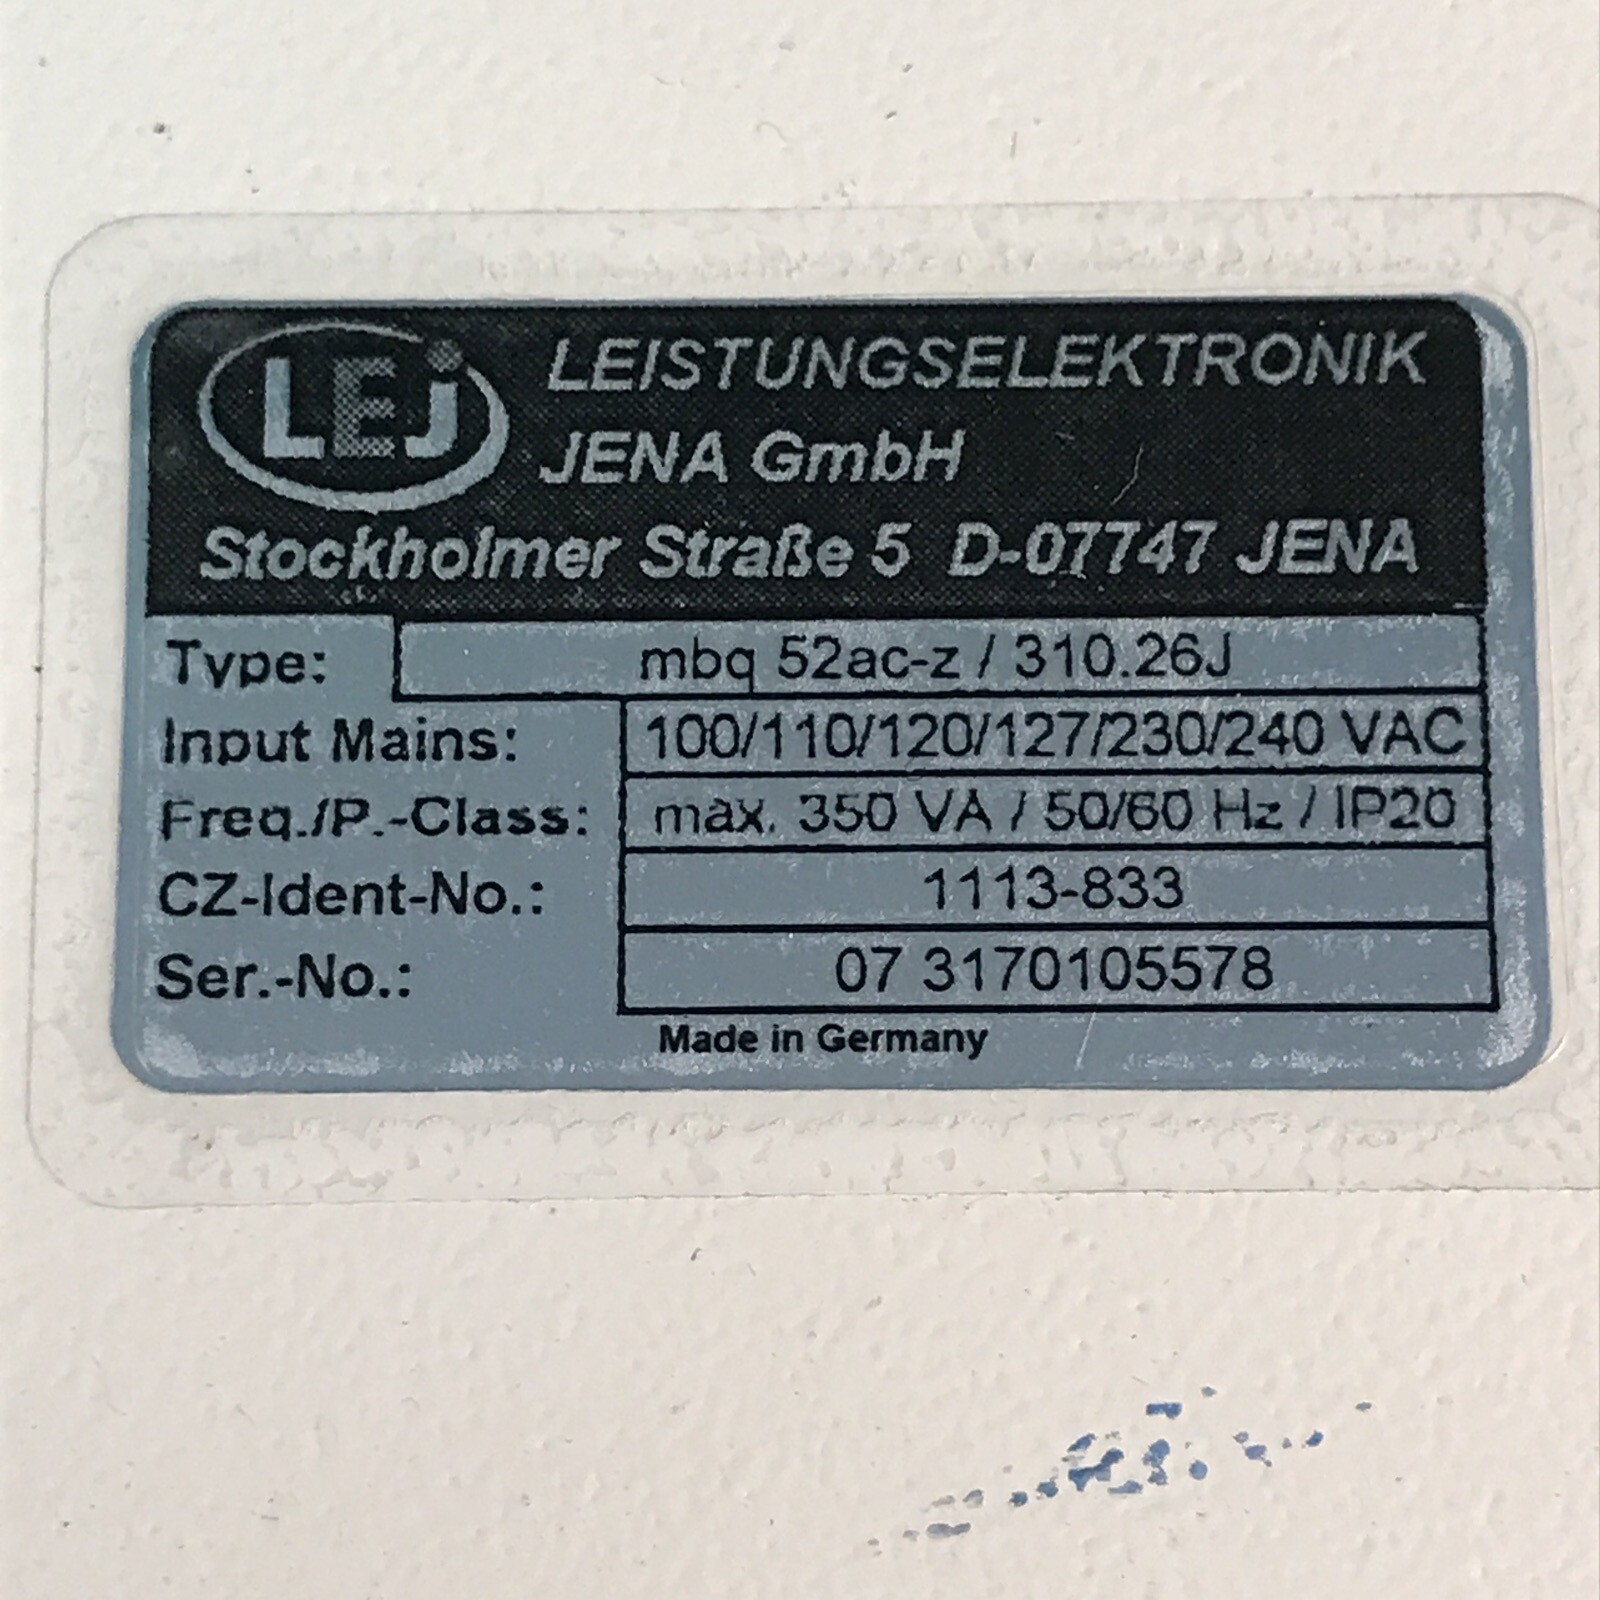 LEJ LEISTUNGSELEKTRONIK
JENA GmbH
Stockholmer Straße 5 D-07747 JENA
Type: mbq 52ac-z / 310.26J
Input Mains: 100/110/120/127/230/240 VAC
Freq./P.-Class: max. 350 VA / 50/60 Hz / IP20
CZ-Ident-No.: 1113-833
Ser.-No.: 07 3170105578
Made in Germany